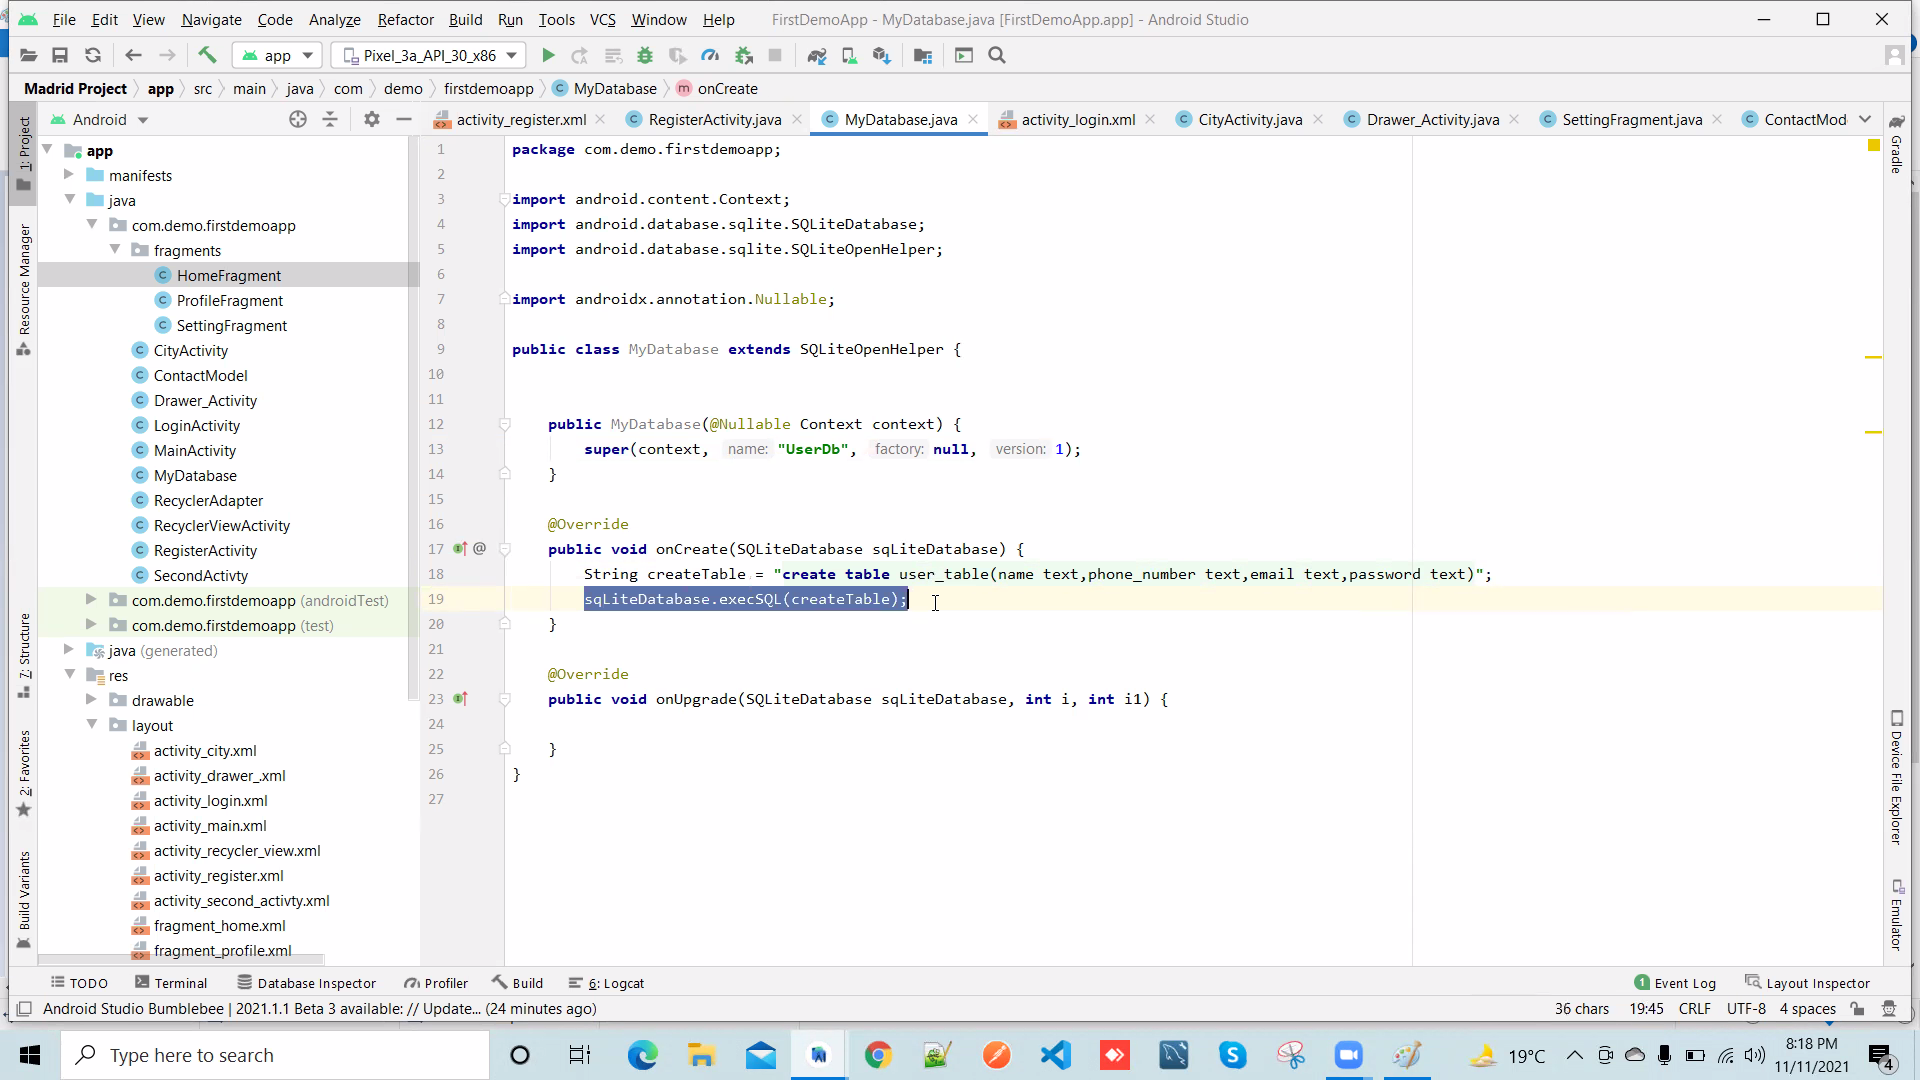 File Edit View Navigate Code Analyze Refactor Build Run Tools VCS Window Help FirstDemoApp - MyDatabase.java [FirstDemoApp.app] - Android Studio
app Pixel_3a_API_30_x86
Madrid Project app src main java com demo firstdemoapp MyDatabase onCreate
Android
activity_register.xml RegisterActivity.java MyDatabase.java activity_login.xml CityActivity.java Drawer_Activity.java SettingFragment.java ContactMod
1: Project
Resource Manager
7: Structure
2: Favorites
Build Variants
app
manifests
java
com.demo.firstdemoapp
fragments
HomeFragment
ProfileFragment
SettingFragment
CityActivity
ContactModel
Drawer_Activity
LoginActivity
MainActivity
MyDatabase
RecyclerAdapter
RecyclerViewActivity
RegisterActivity
SecondActivty
com.demo.firstdemoapp (androidTest)
com.demo.firstdemoapp (test)
java (generated)
res
drawable
layout
activity_city.xml
activity_drawer_.xml
activity_login.xml
activity_main.xml
activity_recycler_view.xml
activity_register.xml
activity_second_activty.xml
fragment_home.xml
fragment_profile.xml
1 package com.demo.firstdemoapp;
2
3 import android.content.Context;
4 import android.database.sqlite.SQLiteDatabase;
5 import android.database.sqlite.SQLiteOpenHelper;
6
7 import androidx.annotation.Nullable;
8
9 public class MyDatabase extends SQLiteOpenHelper {
10
11
12 public MyDatabase(@Nullable Context context) {
13 super(context, name: "UserDb", factory: null, version: 1);
14 }
15
16 @Override
17 public void onCreate(SQLiteDatabase sqLiteDatabase) {
18 String createTable = "create table user_table(name text,phone_number text,email text,password text)";
19 sqLiteDatabase.execSQL(createTable);
20 }
21
22 @Override
23 public void onUpgrade(SQLiteDatabase sqLiteDatabase, int i, int i1) {
24
25 }
26 }
27
Gradle
Device File Explorer
Emulator
TODO Terminal Database Inspector Profiler Build 6: Logcat 1 Event Log Layout Inspector
Android Studio Bumblebee | 2021.1.1 Beta 3 available: // Update... (24 minutes ago) 36 chars 19:45 CRLF UTF-8 4 spaces
Type here to search
19°C
8:18 PM
11/11/2021
4